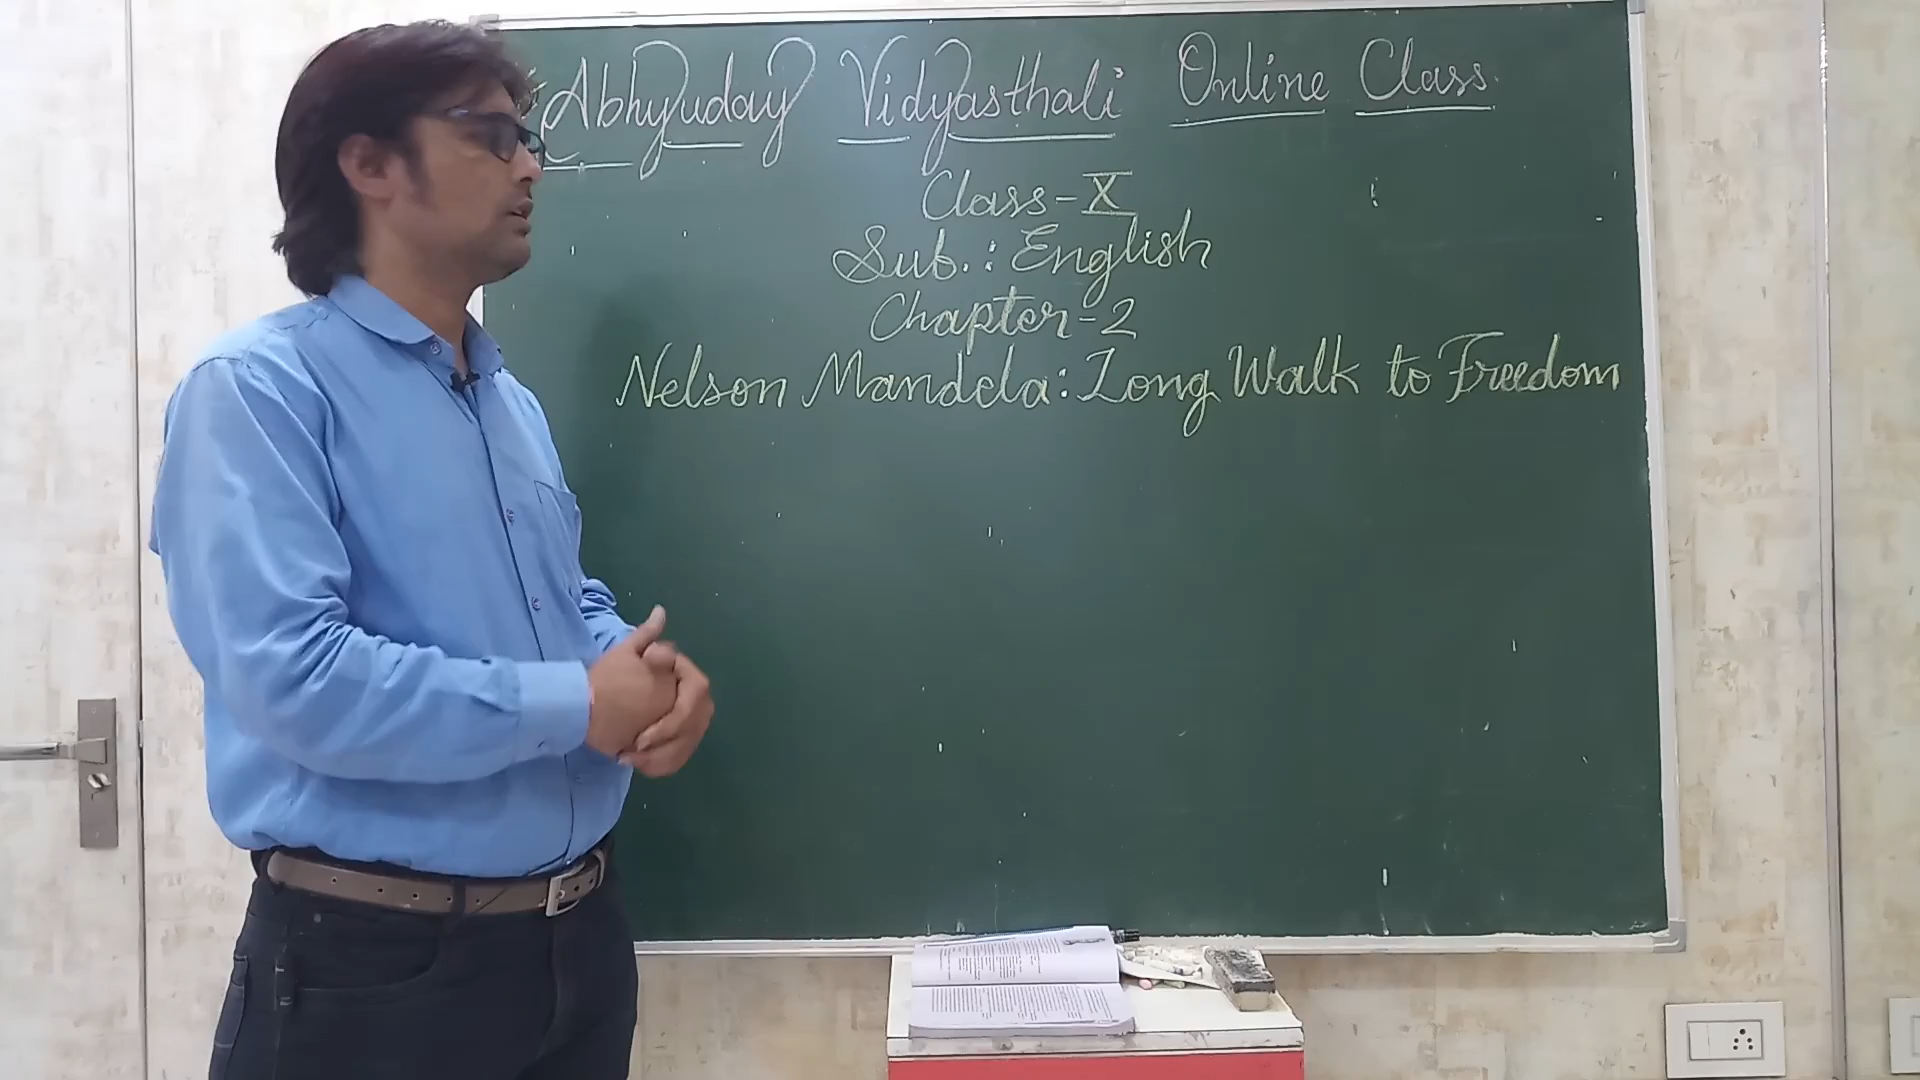 Abhyuday Vidyasthali Online Class
Class-X
Sub.: English
Chapter-2
Nelson Mandela: Long Walk to Freedom